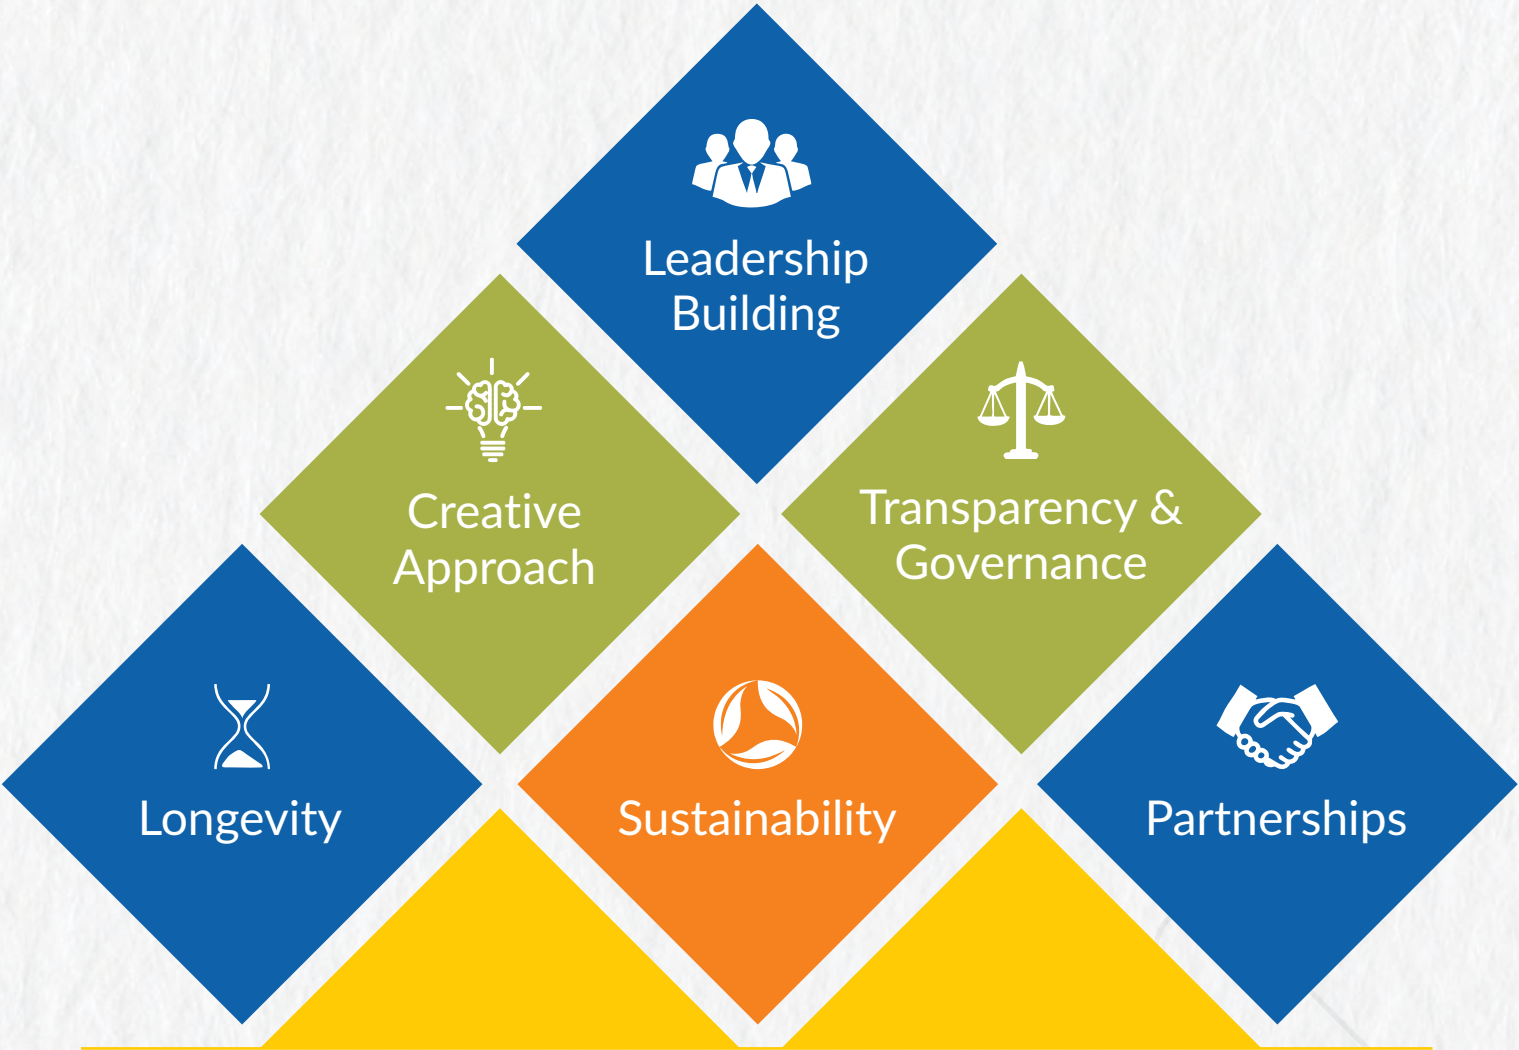 Leadership
Building
Creative
Approach
Transparency &
Governance
Longevity
Sustainability
Partnerships